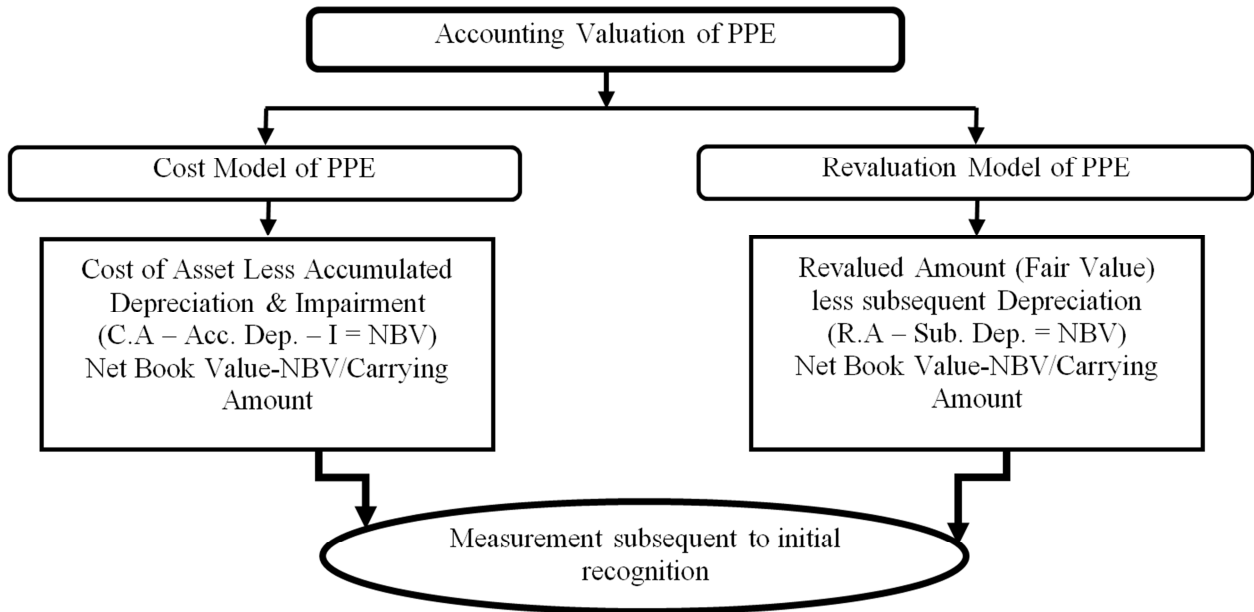 Accounting Valuation of PPE
Cost Model of PPE
Revaluation Model of PPE
Cost of Asset Less Accumulated
Depreciation & Impairment
(C.A – Acc. Dep. – I = NBV)
Net Book Value-NBV/Carrying
Amount
Revalued Amount (Fair Value)
less subsequent Depreciation
(R.A – Sub. Dep. = NBV)
Net Book Value-NBV/Carrying
Amount
Measurement subsequent to initial
recognition